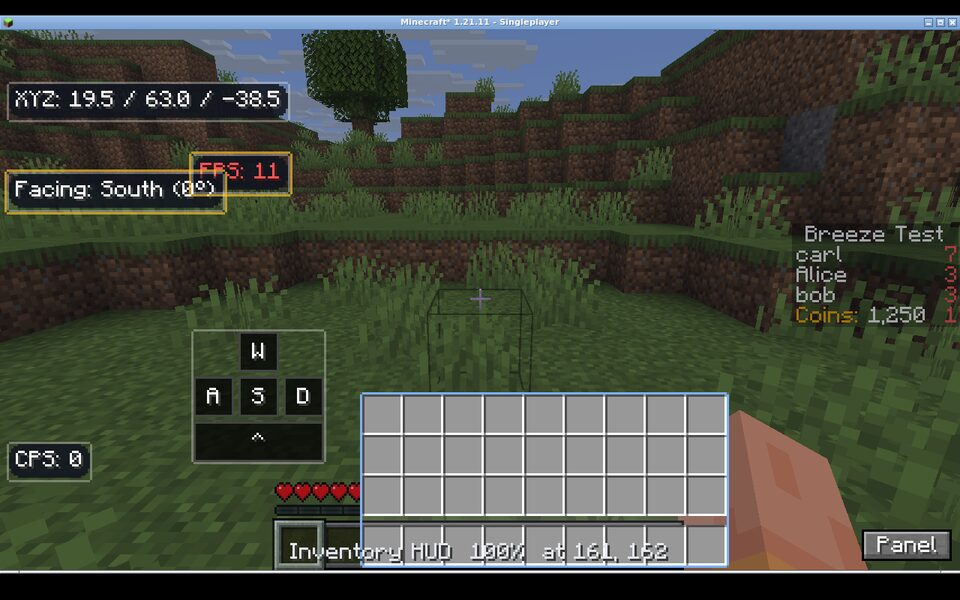 Minecraft* 1.21.11 - Singleplayer
XYZ: 19.5 / 63.0 / -38.5
FPS: 11
Facing: South (0°)
Breeze Test
carl 7
Alice 3
bob 3
Coins: 1,250 1
W
A S D
^
CPS: 0
Inventory HUD 100% at 161, 162
Panel